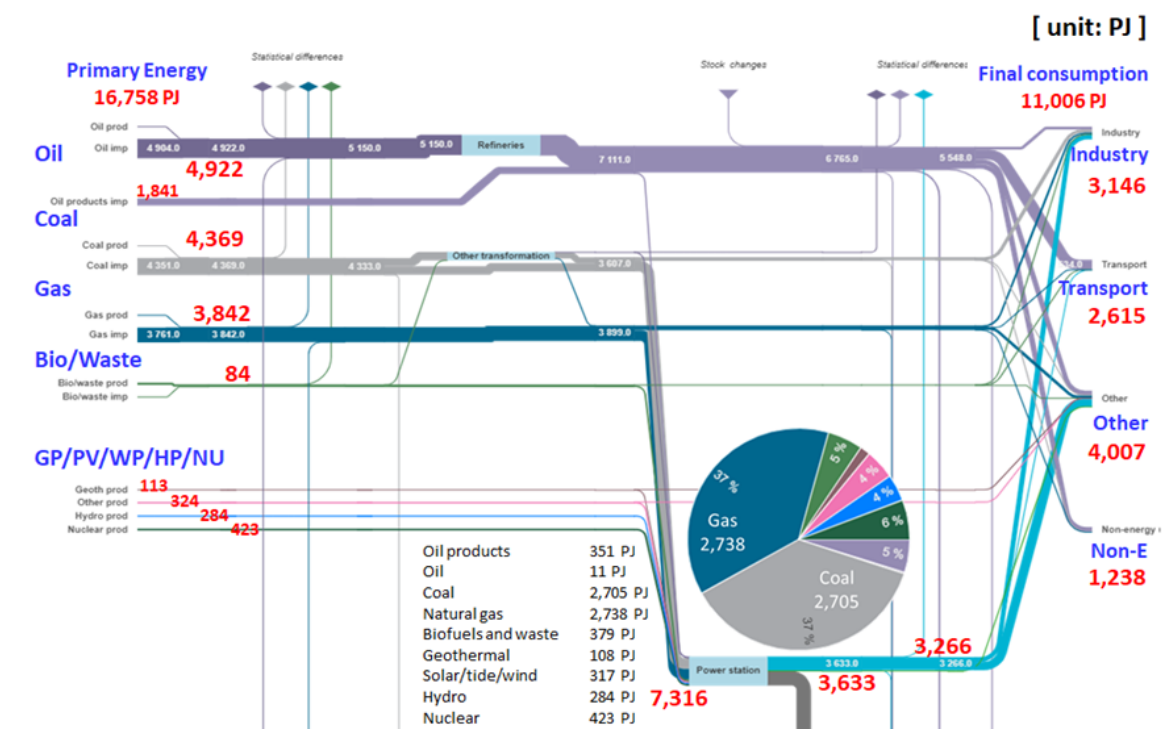 [ unit: PJ ]
Statistical differences
Stock changes
Statistical differences
Primary Energy
16,758 PJ
Final consumption
11,006 PJ
Oil prod
Oil
Oil imp
4 904.0
4 922.0
5 150.0
5 150.0
Refineries
7 111.0
6 765.0
5 548.0
Industry
Industry
3,146
4,922
1,841
Oil products imp
Coal
4,369
Coal prod
Coal imp
4 351.0
4 369.0
4 333.0
Other transformation
3 607.0
Transport
Transport
2,615
Gas
3,842
Gas prod
Gas imp
3 761.0
3 842.0
3 899.0
Bio/Waste
84
Bio/waste prod
Bio/waste imp
Other
Other
4,007
GP/PV/WP/HP/NU
Geoth prod
113
Other prod
324
Hydro prod
284
Nuclear prod
423
Non-energy
Non-E
1,238
5 %
4 %
4 %
6 %
5 %
37 %
Gas
2,738
Coal
2,705
37 %
Oil products 351 PJ
Oil 11 PJ
Coal 2,705 PJ
Natural gas 2,738 PJ
Biofuels and waste 379 PJ
Geothermal 108 PJ
Solar/tide/wind 317 PJ
Hydro 284 PJ
Nuclear 423 PJ
7,316
Power station
3 633.0
3 266.0
3,266
3,633